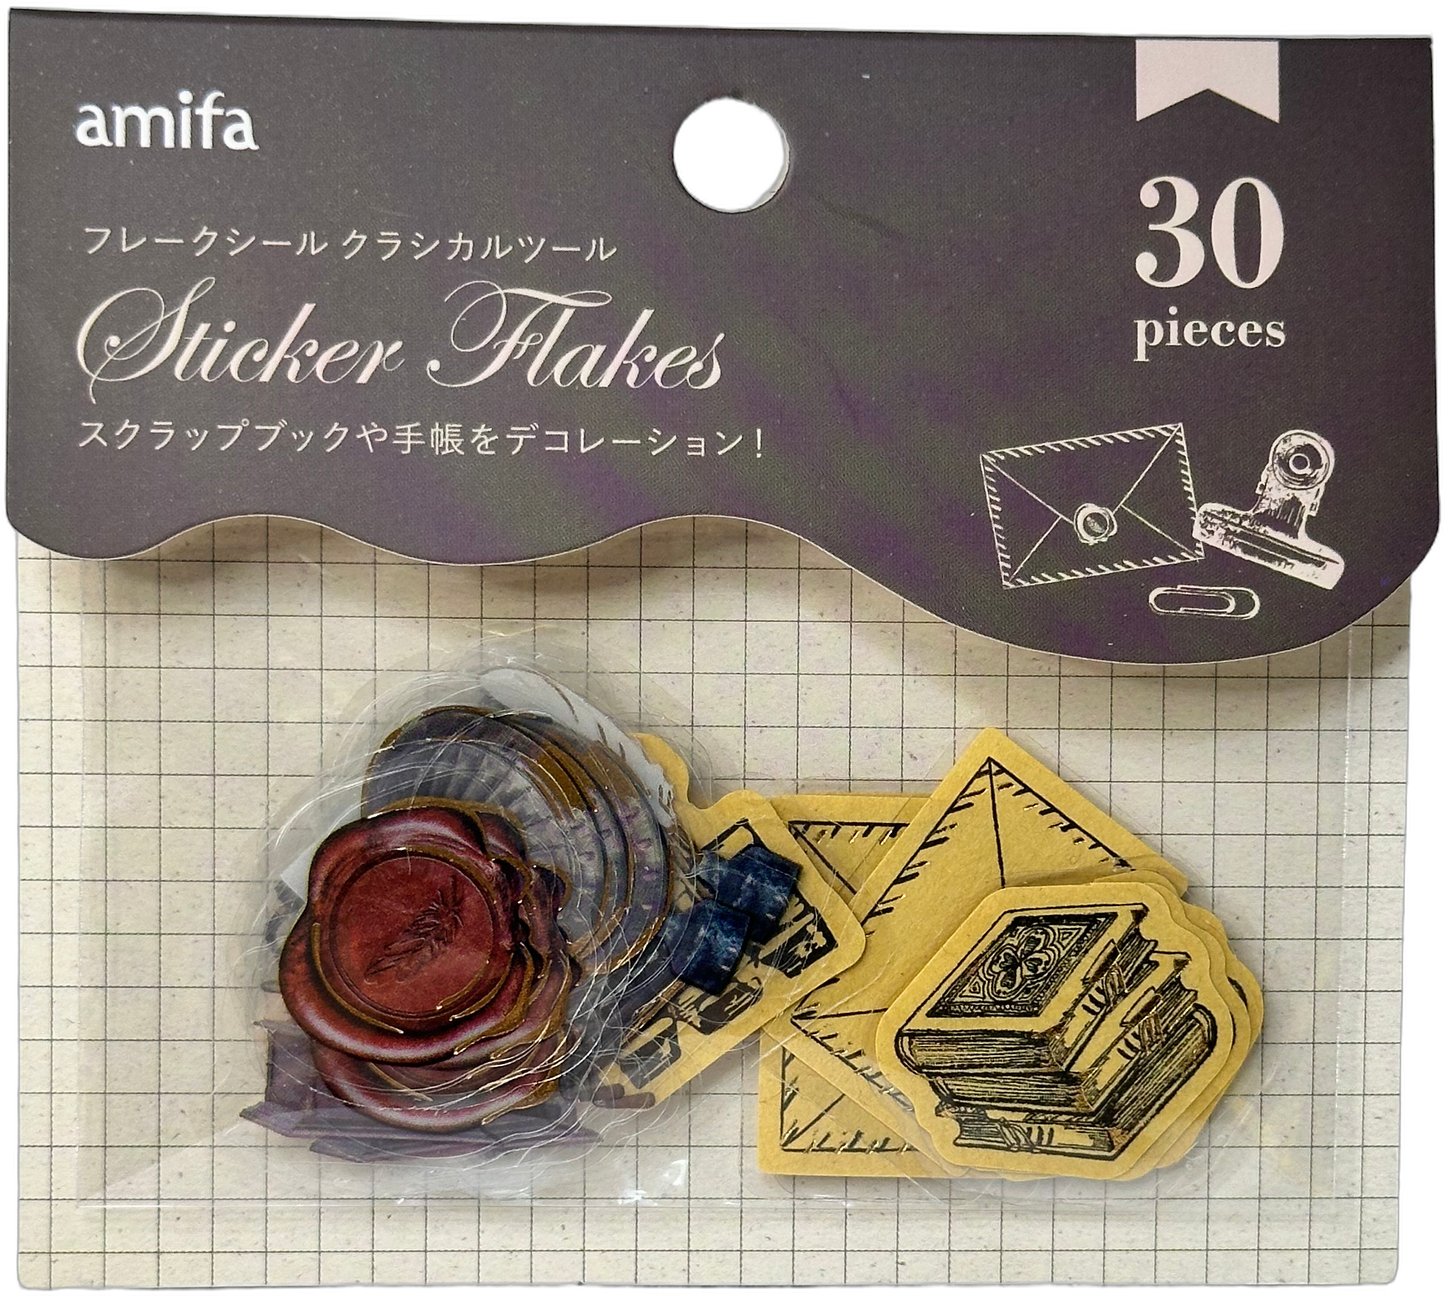 amifa
フレークシール クラシカルツール
Sticker Flakes
スクラップブックや手帳をデコレーション!
30
pieces